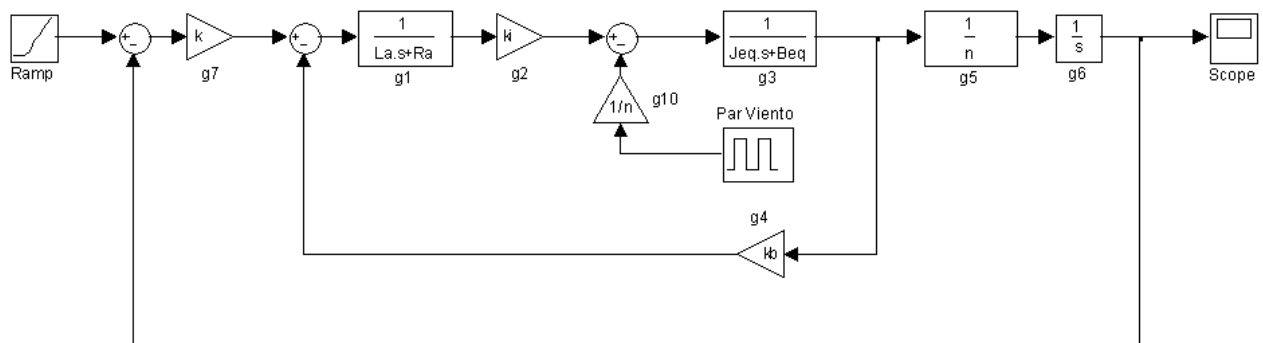 +
-
k
+
-
1
La.s+Ra
ki
+
-
1
Jeq.s+Beq
1
n
1
s
Ramp
g7
g1
g2
g3
g5
g6
Scope
1/n
g10
Par Viento
g4
kb